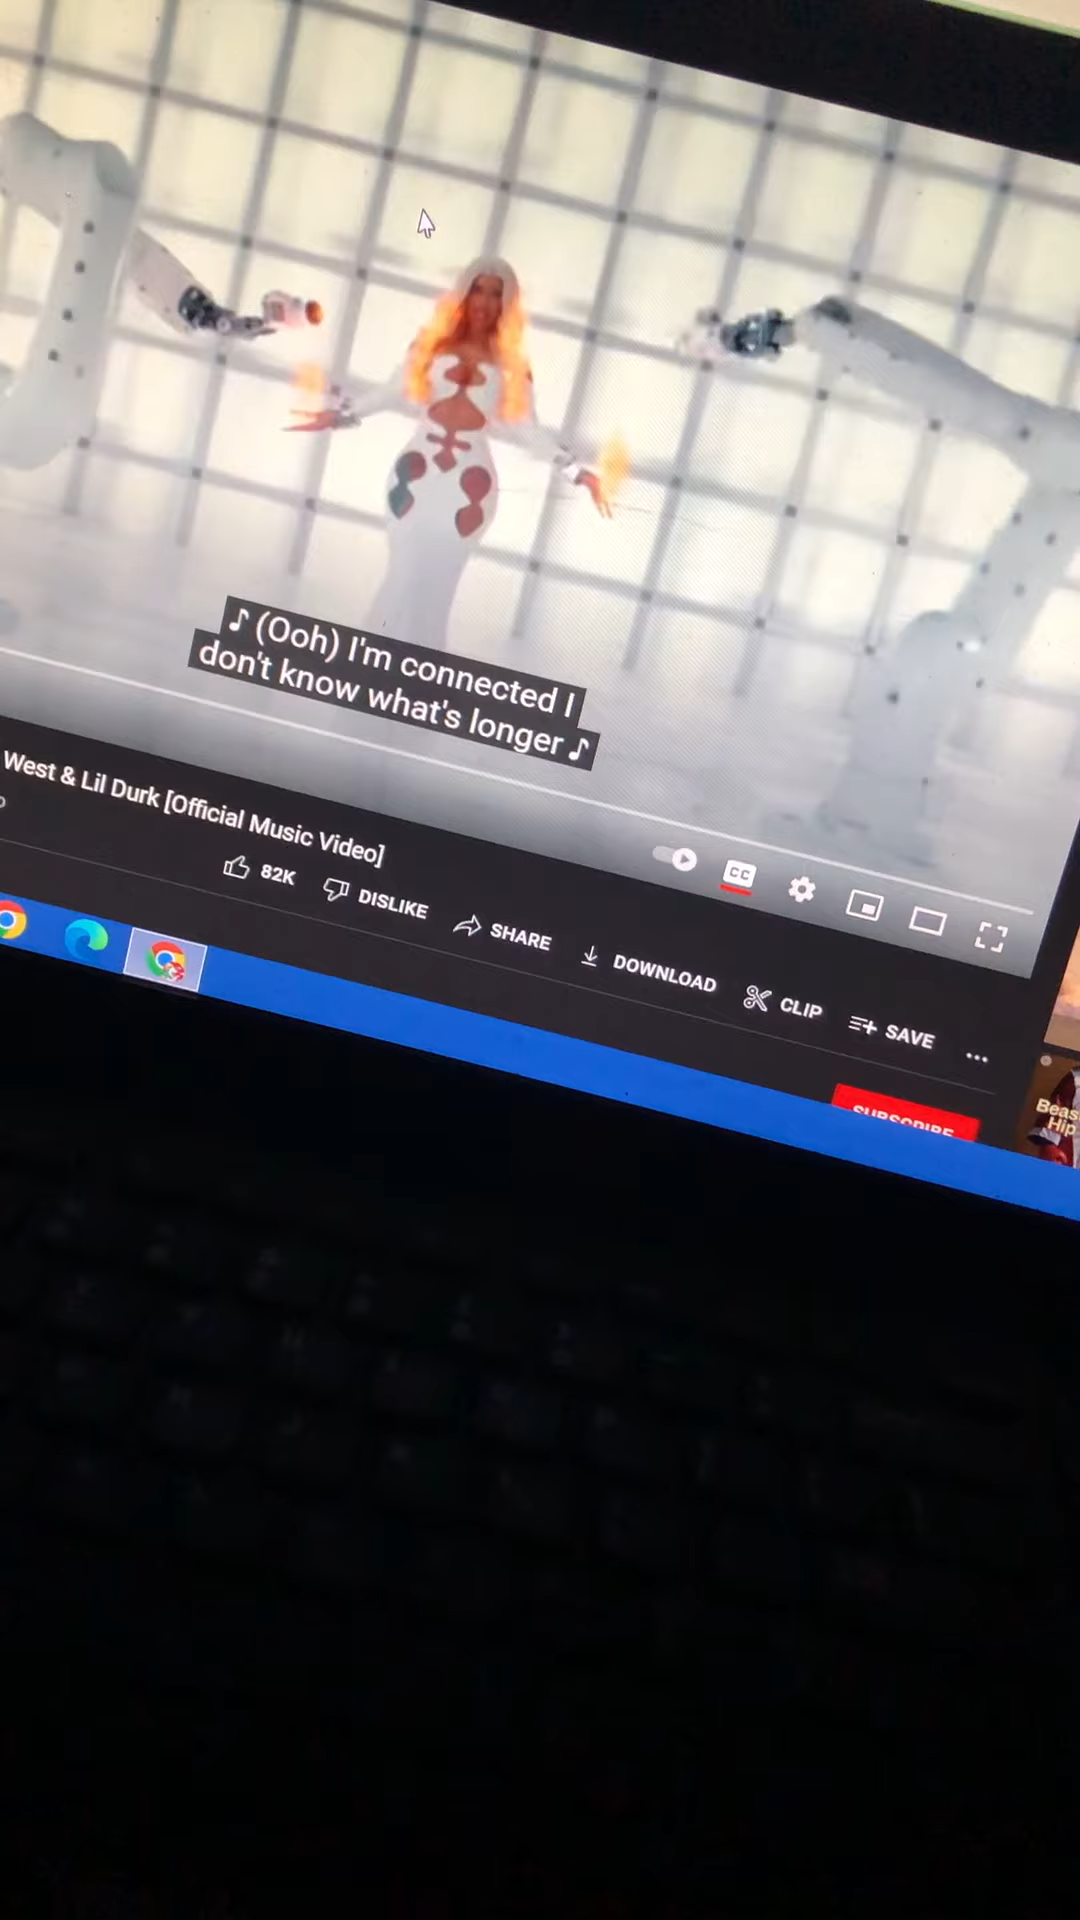 ♪ (Ooh) I'm connected I
don't know what's longer ♪
West & Lil Durk [Official Music Video]
82K
DISLIKE
SHARE
DOWNLOAD
CLIP
SAVE
CC
SUBSCRIBE
Beas
Hip